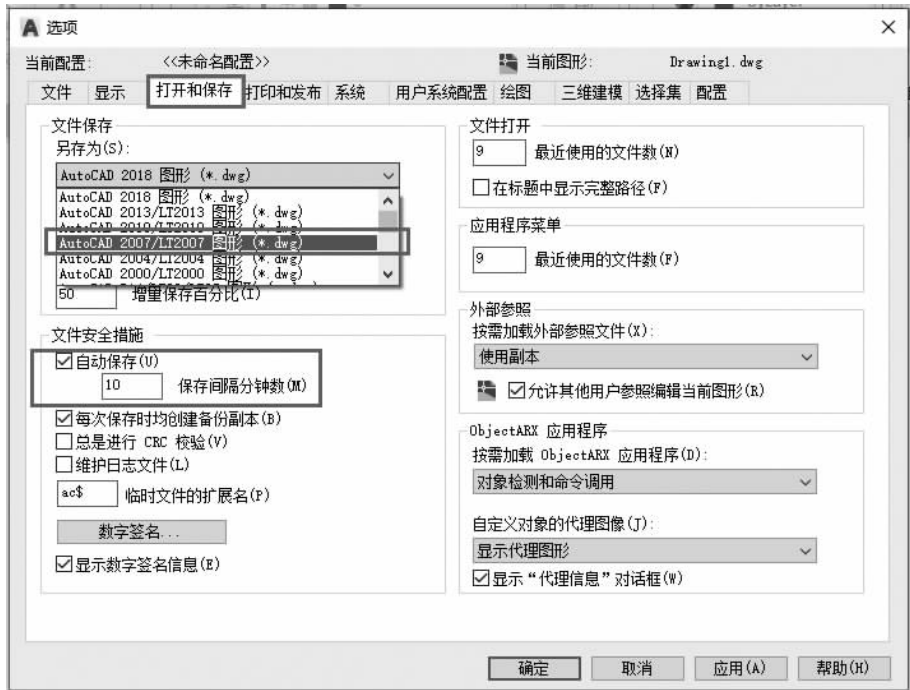 选项
当前配置: <<未命名配置>> 当前图形: Drawing1.dwg
文件 显示 打开和保存 打印和发布 系统 用户系统配置 绘图 三维建模 选择集 配置
文件保存
另存为(S):
AutoCAD 2018 图形 (*.dwg)
AutoCAD 2018 图形 (*.dwg)
AutoCAD 2013/LT2013 图形 (*.dwg)
AutoCAD 2010/LT2010 图形 (*.dwg)
AutoCAD 2007/LT2007 图形 (*.dwg)
AutoCAD 2004/LT2004 图形 (*.dwg)
AutoCAD 2000/LT2000 图形 (*.dwg)
50 增量保存百分比(I)
文件安全措施
自动保存(U)
10 保存间隔分钟数(M)
每次保存时均创建备份副本(B)
总是进行 CRC 校验(V)
维护日志文件(L)
ac$ 临时文件的扩展名(P)
数字签名...
显示数字签名信息(E)
文件打开
9 最近使用的文件数(N)
在标题中显示完整路径(F)
应用程序菜单
9 最近使用的文件数(F)
外部参照
按需加载外部参照文件(X):
使用副本
允许其他用户参照编辑当前图形(R)
ObjectARX 应用程序
按需加载 ObjectARX 应用程序(D):
对象检测和命令调用
自定义对象的代理图像(J):
显示代理图形
显示“代理信息”对话框(W)
确定 取消 应用(A) 帮助(H)